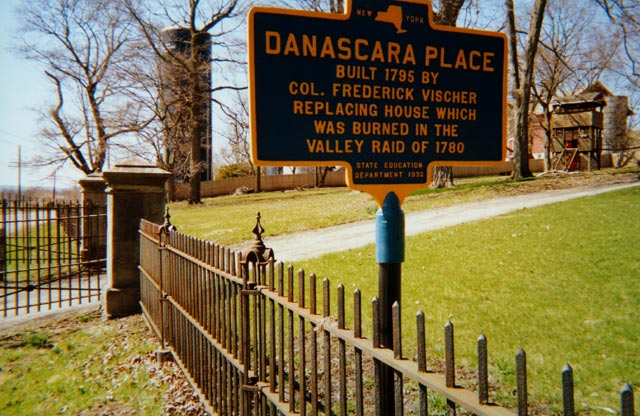 NEW YORK
DANASCARA PLACE
BUILT 1795 BY
COL. FREDERICK VISCHER
REPLACING HOUSE WHICH
WAS BURNED IN THE
VALLEY RAID OF 1780
STATE EDUCATION
DEPARTMENT 1932